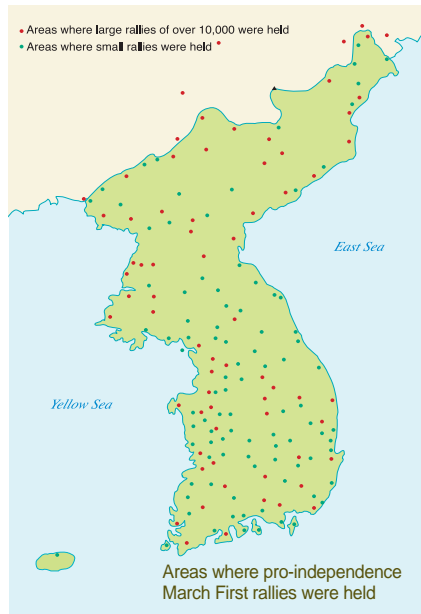 Areas where large rallies of over 10,000 were held
Areas where small rallies were held
East Sea
Yellow Sea
Areas where pro-independence
March First rallies were held